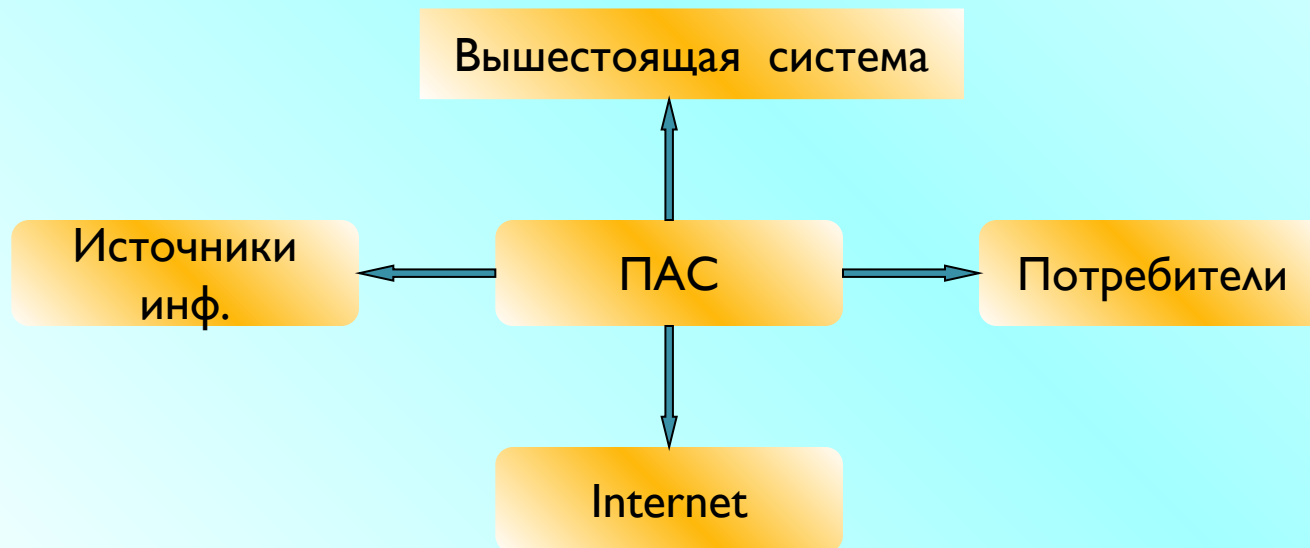 Вышестоящая система
Источники
инф.
ПАС
Потребители
Internet